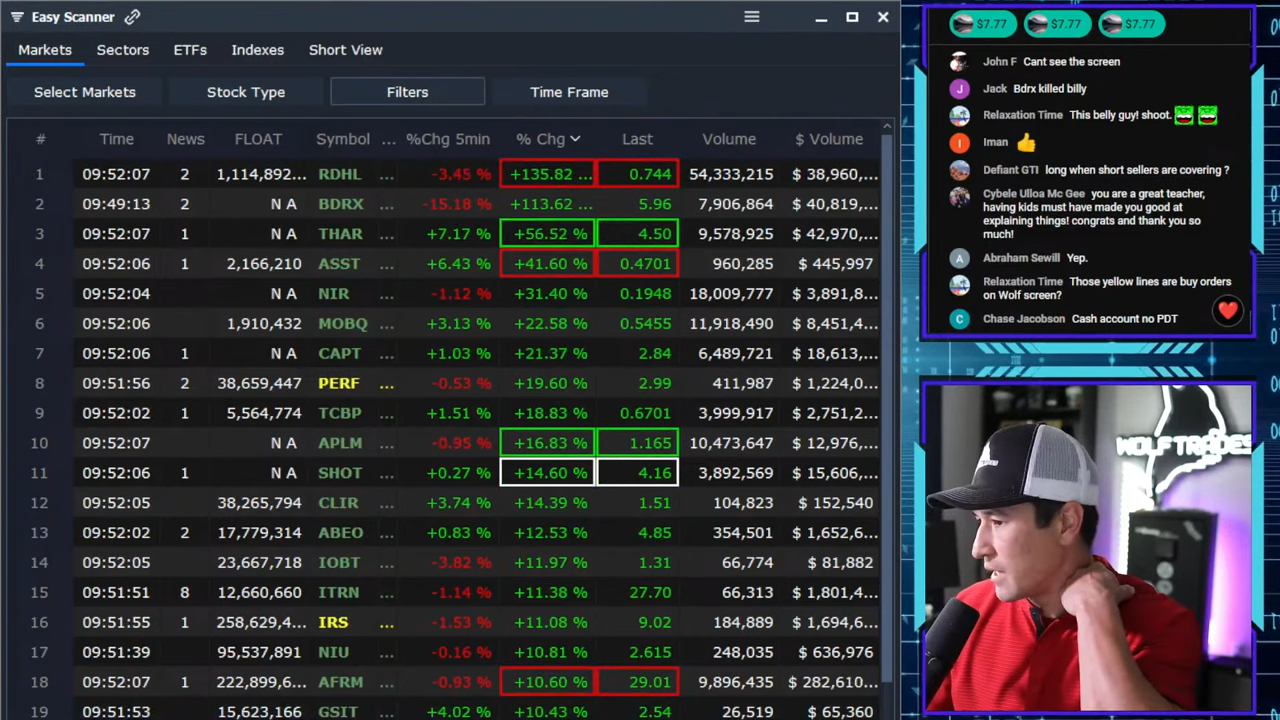 Easy Scanner
Markets Sectors ETFs Indexes Short View
Select Markets Stock Type Filters Time Frame
# Time News FLOAT Symbol ... %Chg 5min % Chg Last Volume $ Volume
1 09:52:07 2 1,114,892... RDHL -3.45 % +135.82 ... 0.744 54,333,215 $ 38,960,...
2 09:49:13 2 N A BDRX -15.18 % +113.62 ... 5.96 7,906,864 $ 40,819,...
3 09:52:07 1 N A THAR ... +7.17 % +56.52 % 4.50 9,578,925 $ 42,970,...
4 09:52:06 1 2,196,210 ASST ... +6.43 % +41.60 % 0.4701 960,285 $ 445,997
5 09:52:04 N A NIR ... -1.12 % +31.40 % 0.1948 18,009,777 $ 3,891,8...
6 09:52:06 1,910,432 MOBQ ... +3.13 % +22.58 % 0.5455 11,918,490 $ 8,451,4...
7 09:52:06 1 N A CAPT ... +1.03 % +21.37 % 2.84 6,489,721 $ 18,613,...
8 09:51:56 2 38,659,447 PERF ... -0.53 % +19.60 % 2.99 411,987 $ 1,224,0...
9 09:52:02 1 5,564,774 TCBP ... +1.51 % +18.83 % 0.6701 3,999,917 $ 2,751,2...
10 09:52:07 N A APLM ... -0.95 % +16.83 % 1.165 10,473,647 $ 12,976,...
11 09:52:06 1 N A SHOT ... +0.27 % +14.60 % 4.16 3,892,569 $ 15,606,...
12 09:52:05 38,259,794 CLIR ... +3.74 % +14.39 % 1.51 104,823 $ 152,540
13 09:52:02 2 17,779,314 ABEO ... +0.83 % +12.53 % 4.85 354,501 $ 1,652,6...
14 09:52:05 23,667,008 IOBT ... -3.82 % +11.97 % 1.31 66,774 $ 81,882
15 09:51:51 8 12,660,608 ITRN ... -1.14 % +11.38 % 27.70 66,313 $ 1,801,4...
16 09:51:55 1 258,629,4... IRS ... -1.53 % +11.08 % 9.02 184,889 $ 1,694,6...
17 09:51:39 95,537,891 NIU ... -0.16 % +10.81 % 2.615 248,035 $ 636,976
18 09:52:07 1 222,899,6... AFRM ... -0.93 % +10.60 % 29.01 9,896,435 $ 282,610...
19 09:51:53 5,623,166 GSIT ... +4.02 % +10.43 % 2.54 26,519 $ 65,360
$7.77 $7.77 $7.77
John F Cant see the screen
J Jack Bdrx killed billy
Relaxation Time This belly guy! shoot.
I Iman
Defiant GTI long when short sellers are covering ?
Cybele Ulloa Mc Gee you are a great teacher,
having kids must have made you good at
explaining things! congrats and thank you so
much!
A Abraham Sewill Yep.
Relaxation Time Those yellow lines are buy orders
on Wolf screen?
C Chase Jacobson Cash account no PDT
WOLF TRADES